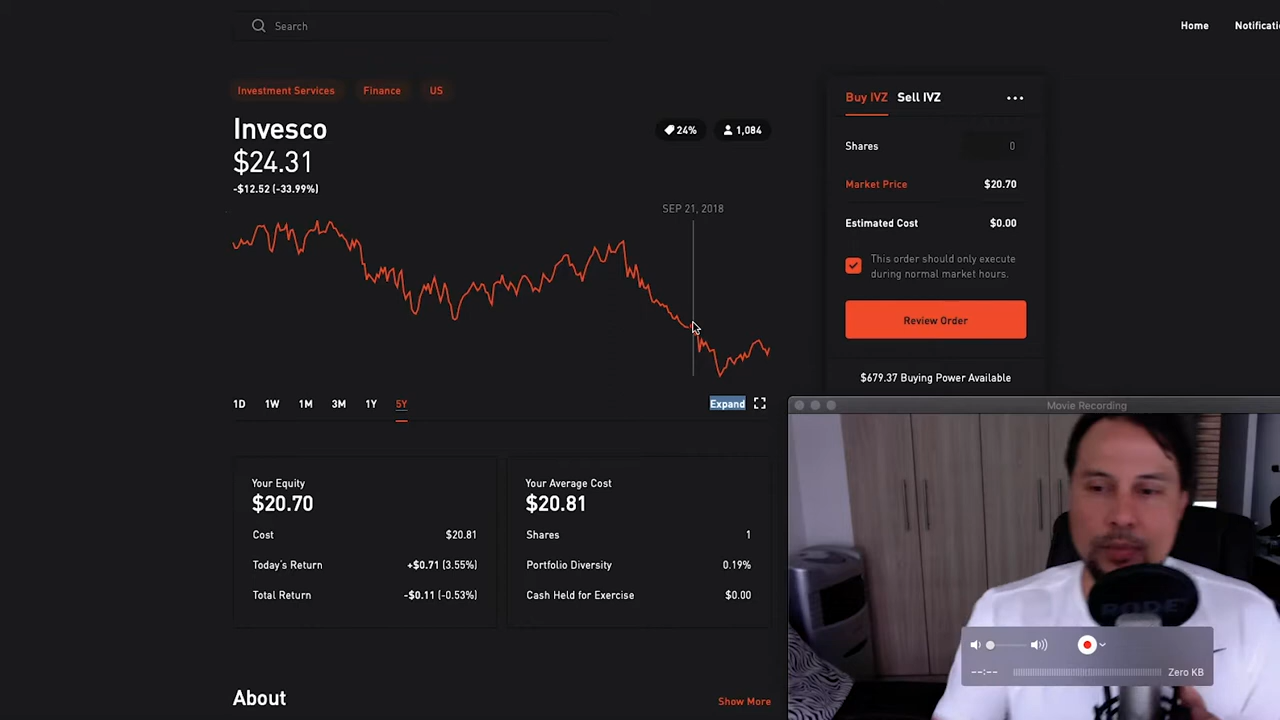 Search
Home
Notificati
Investment Services
Finance
US
Invesco
24%
1,084
$24.31
-$12.52 (-33.99%)
SEP 21, 2018
1D
1W
1M
3M
1Y
5Y
Expand
Buy IVZ
Sell IVZ
Shares
0
Market Price
$20.70
Estimated Cost
$0.00
This order should only execute
during normal market hours.
Review Order
$679.37 Buying Power Available
Your Equity
$20.70
Cost
$20.81
Today's Return
+$0.71 (3.55%)
Total Return
-$0.11 (-0.53%)
Your Average Cost
$20.81
Shares
1
Portfolio Diversity
0.19%
Cash Held for Exercise
$0.00
About
Show More
Movie Recording
RODE
--:--
Zero KB